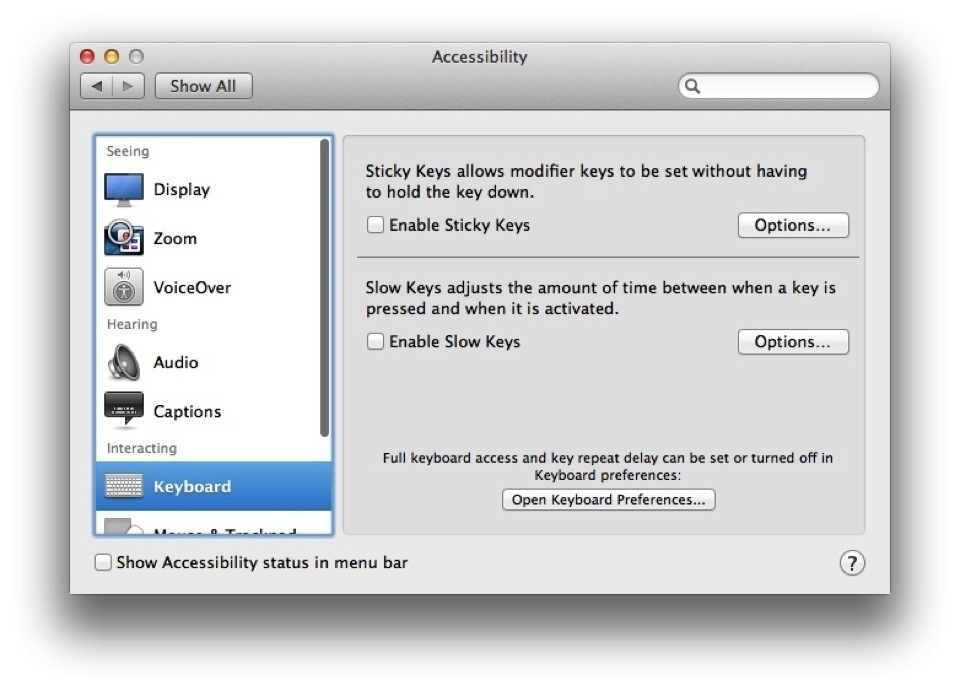 Accessibility
Show All
Seeing
Display
Zoom
VoiceOver
Hearing
Audio
Captions
Interacting
Keyboard
Mouse & Trackpad
Sticky Keys allows modifier keys to be set without having
to hold the key down.
Enable Sticky Keys
Options...
Slow Keys adjusts the amount of time between when a key is
pressed and when it is activated.
Enable Slow Keys
Options...
Full keyboard access and key repeat delay can be set or turned off in
Keyboard preferences:
Open Keyboard Preferences...
Show Accessibility status in menu bar
?